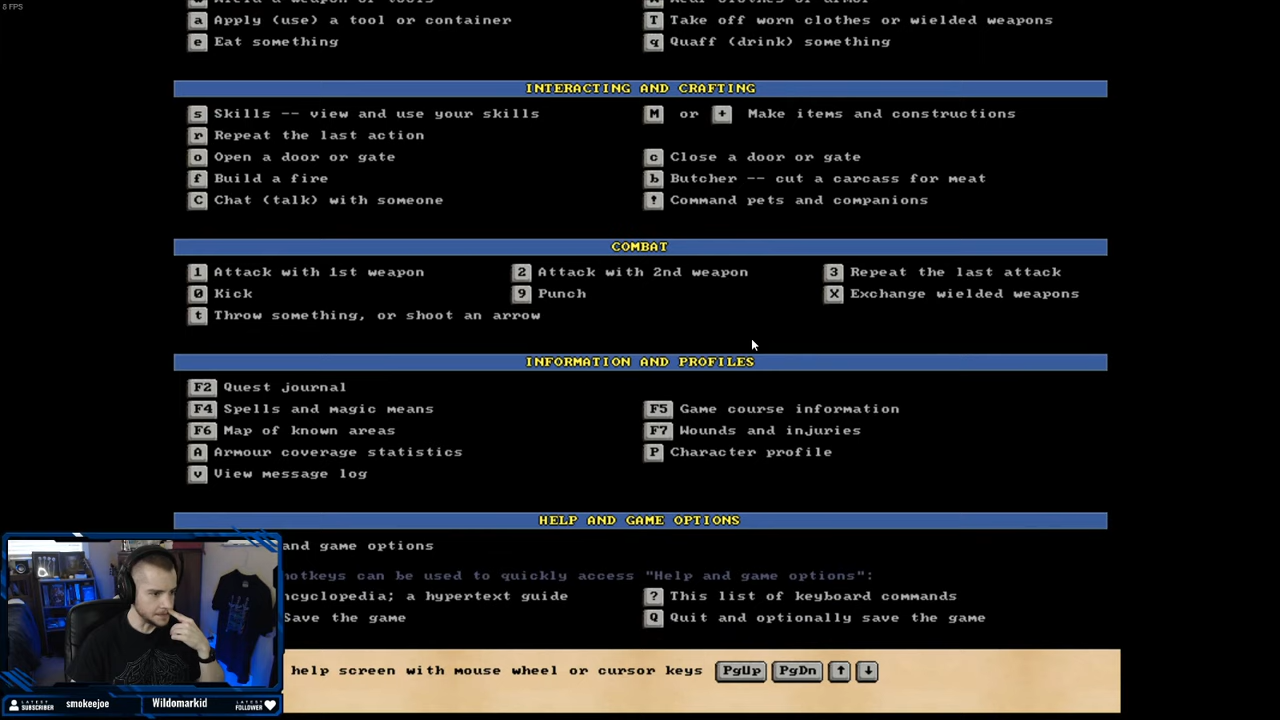 8 FPS
a Apply (use) a tool or container
T Take off worn clothes or wielded weapons
e Eat something
q Quaff (drink) something
INTERACTING AND CRAFTING
s Skills -- view and use your skills
M or + Make items and constructions
r Repeat the last action
o Open a door or gate
c Close a door or gate
f Build a fire
b Butcher -- cut a carcass for meat
C Chat (talk) with someone
! Command pets and companions
COMBAT
1 Attack with 1st weapon
2 Attack with 2nd weapon
3 Repeat the last attack
0 Kick
9 Punch
X Exchange wielded weapons
t Throw something, or shoot an arrow
INFORMATION AND PROFILES
F2 Quest journal
F4 Spells and magic means
F5 Game course information
F6 Map of known areas
F7 Wounds and injuries
A Armour coverage statistics
P Character profile
v View message log
HELP AND GAME OPTIONS
and game options
hotkeys can be used to quickly access "Help and game options":
ncyclopedia; a hypertext guide
? This list of keyboard commands
Save the game
Q Quit and optionally save the game
help screen with mouse wheel or cursor keys PgUp PgDn ↑ ↓
LATEST SUBSCRIBER smokeejoe
Wildomarkid LATEST FOLLOWER